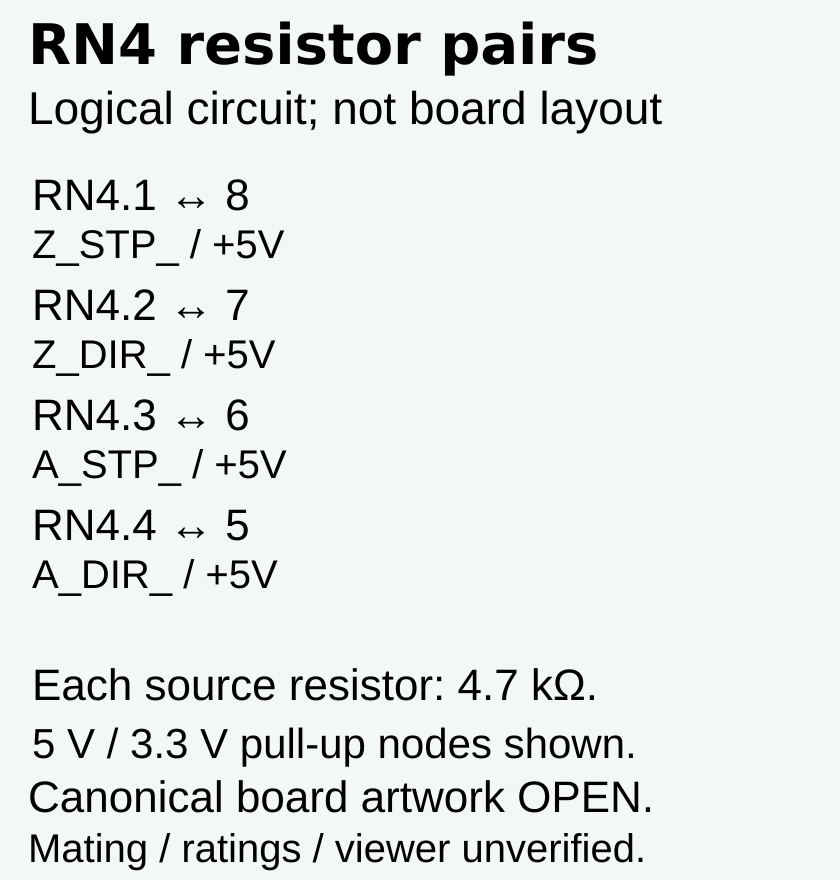 RN4 resistor pairs
Logical circuit; not board layout
RN4.1 ↔ 8
Z_STP_ / +5V
RN4.2 ↔ 7
Z_DIR_ / +5V
RN4.3 ↔ 6
A_STP_ / +5V
RN4.4 ↔ 5
A_DIR_ / +5V
Each source resistor: 4.7 kΩ.
5 V / 3.3 V pull-up nodes shown.
Canonical board artwork OPEN.
Mating / ratings / viewer unverified.